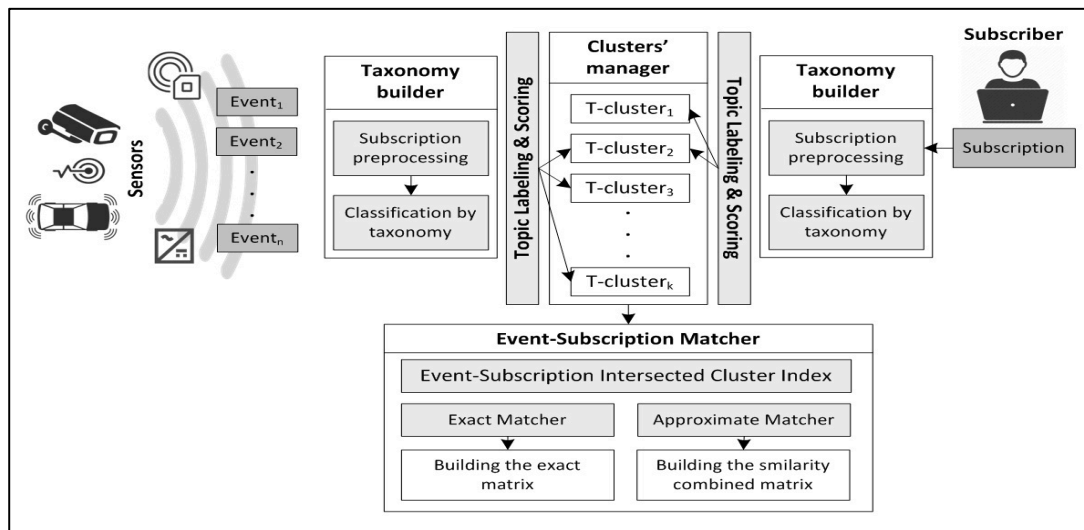 Sensors
Event₁
Event₂
Eventₙ
Taxonomy
builder
Subscription
preprocessing
Classification by
taxonomy
Topic Labeling & Scoring
Clusters'
manager
T-cluster₁
T-cluster₂
T-cluster₃
T-clusterₖ
Topic Labeling & Scoring
Taxonomy
builder
Subscription
preprocessing
Classification by
taxonomy
Subscriber
Subscription
Event-Subscription Matcher
Event-Subscription Intersected Cluster Index
Exact Matcher
Approximate Matcher
Building the exact
matrix
Building the smilarity
combined matrix